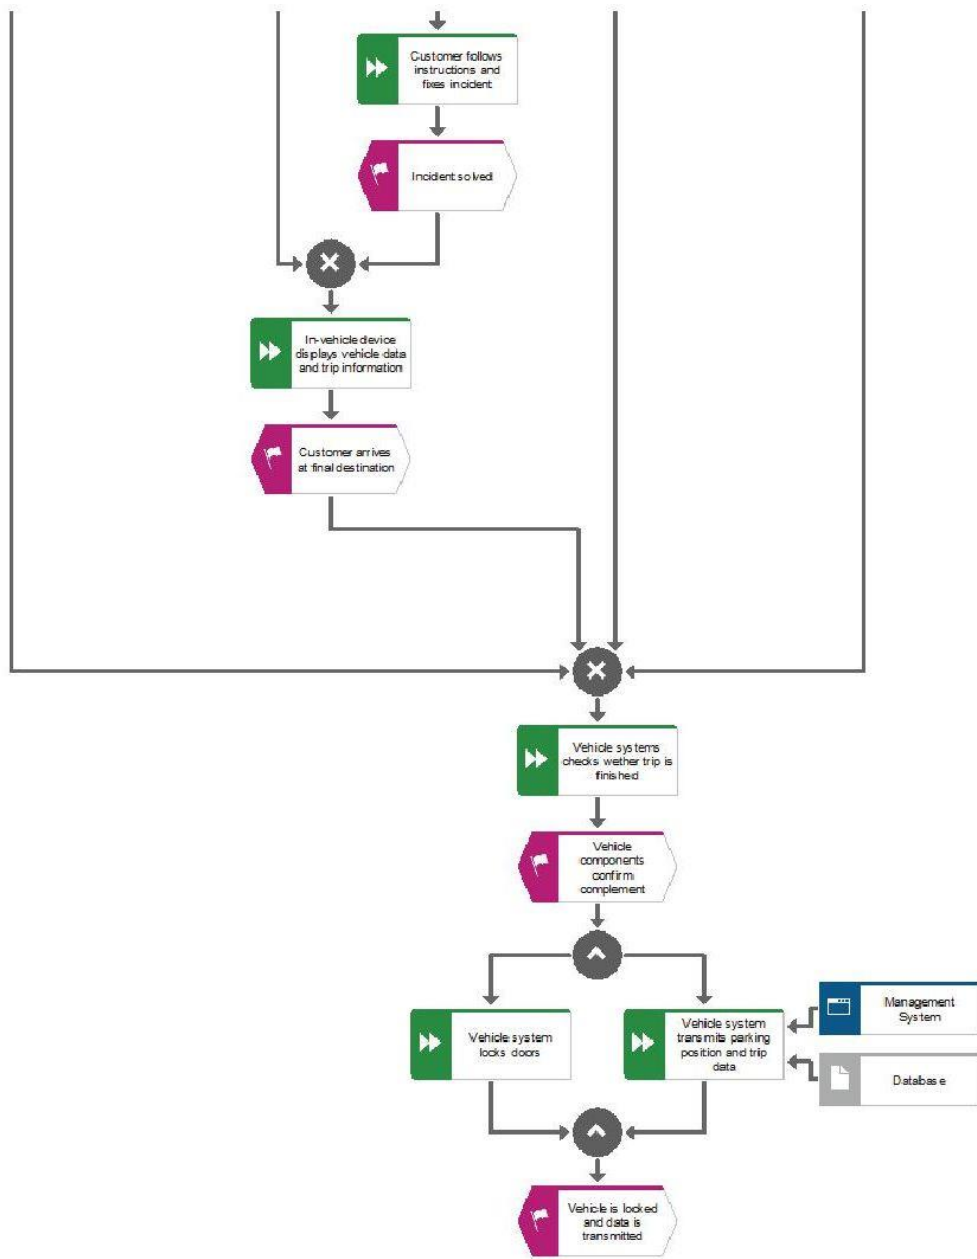 Customer follows
instructions and
fixes incident
Incident solved
In-vehicle device
displays vehicle data
and trip information
Customer arrives
at final destination
Vehicle systems
checks wether trip is
finished
Vehicle
components
confirm
complement
Vehicle system
locks doors
Vehicle system
transmits parking
position and trip
data
Management
System
Database
Vehicle is locked
and data is
transmitted